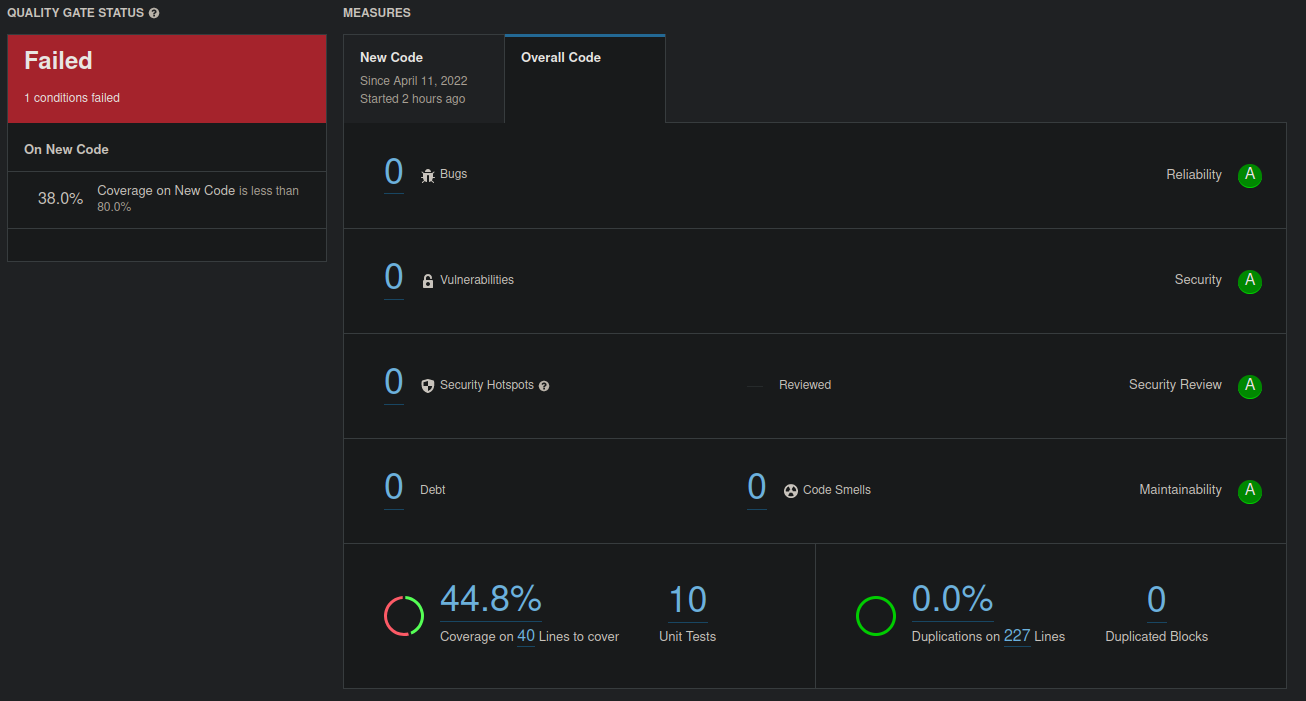 QUALITY GATE STATUS ?
MEASURES
Failed
1 conditions failed
On New Code
38.0%
Coverage on New Code is less than
80.0%
New Code
Since April 11, 2022
Started 2 hours ago
Overall Code
0 Bugs
Reliability A
0 Vulnerabilities
Security A
0 Security Hotspots ?
Reviewed
Security Review A
0 Debt
0 Code Smells
Maintainability A
44.8%
Coverage on 40 Lines to cover
10
Unit Tests
0.0%
Duplications on 227 Lines
0
Duplicated Blocks